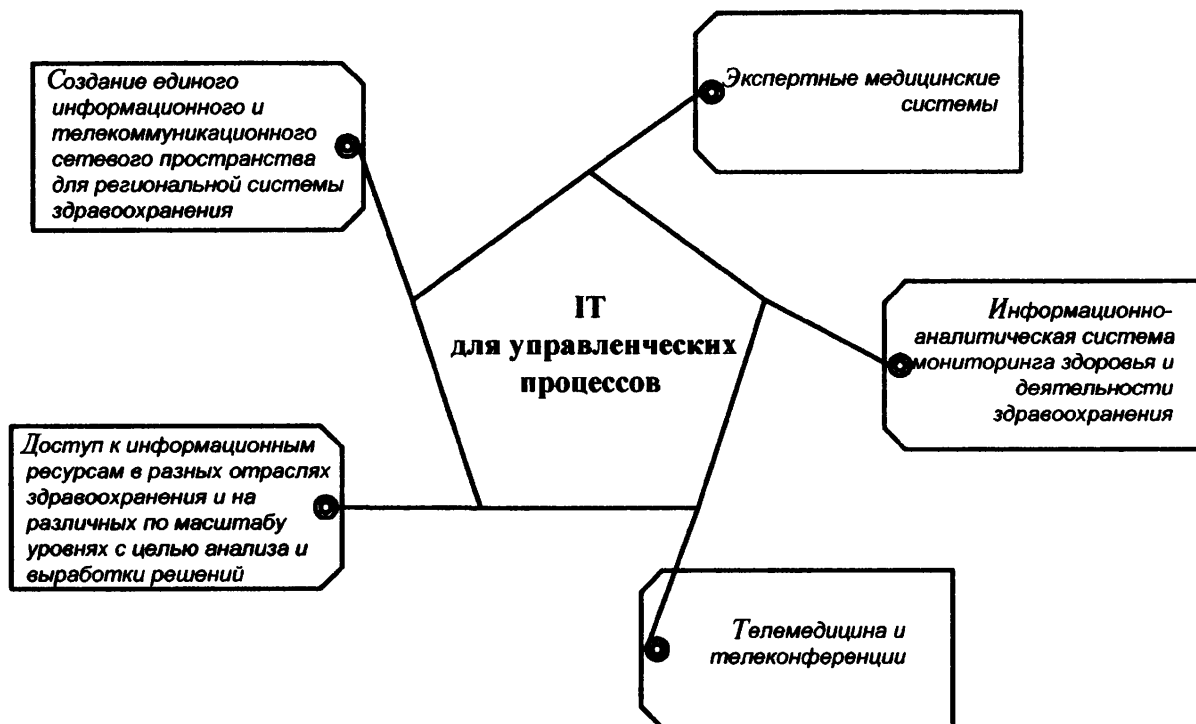 Создание единого
информационного и
телекоммуникационного
сетевого пространства
для региональной системы
здравоохранения
Экспертные медицинские
системы
IT
для управленческих
процессов
Информационно-
аналитическая система
мониторинга здоровья и
деятельности
здравоохранения
Доступ к информационным
ресурсам в разных отраслях
здравоохранения и на
различных по масштабу
уровнях с целью анализа и
выработки решений
Телемедицина и
телеконференции